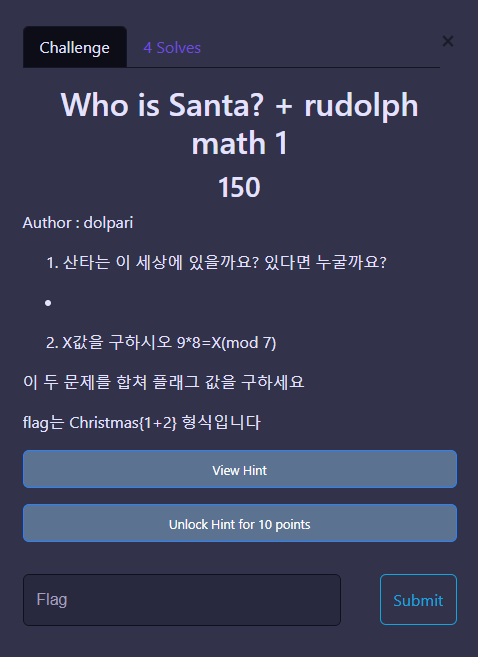 Challenge
4 Solves
×
Who is Santa? + rudolph
math 1
150
Author : dolpari
1. 산타는 이 세상에 있을까요? 있다면 누굴까요?
•
2. X값을 구하시오 9*8=X(mod 7)
이 두 문제를 합쳐 플래그 값을 구하세요
flag는 Christmas{1+2} 형식입니다
View Hint
Unlock Hint for 10 points
Flag
Submit